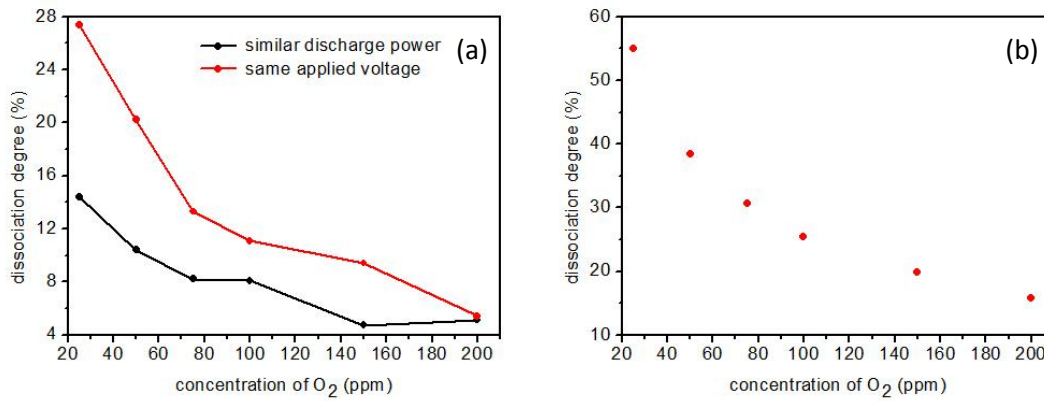 (a)
similar discharge power
same applied voltage
dissociation degree (%)
28
24
20
16
12
8
4
20 40 60 80 100 120 140 160 180 200
concentration of O₂ (ppm)
(b)
dissociation degree (%)
60
50
40
30
20
10
20 40 60 80 100 120 140 160 180 200
concentration of O₂ (ppm)